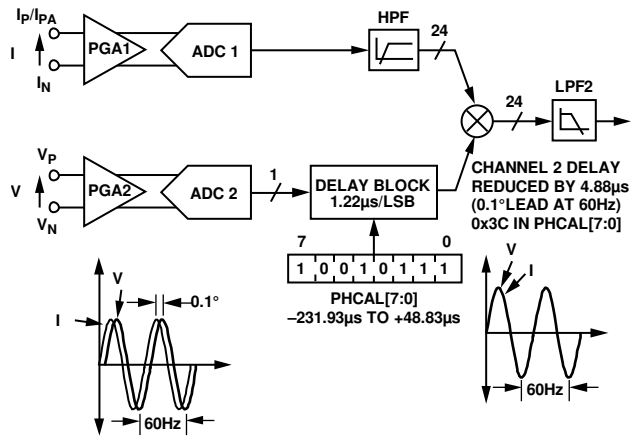 IP/IPA
I
IN
PGA1
ADC 1
HPF
24
24
LPF2
VP
V
VN
PGA2
ADC 2
1
DELAY BLOCK
1.22µs/LSB
CHANNEL 2 DELAY
REDUCED BY 4.88µs
(0.1°LEAD AT 60Hz)
0x3C IN PHCAL[7:0]
7 0
1 0 0 1 0 1 1 1
PHCAL[7:0]
–231.93µs TO +48.83µs
V
I
0.1°
60Hz
V
I
60Hz